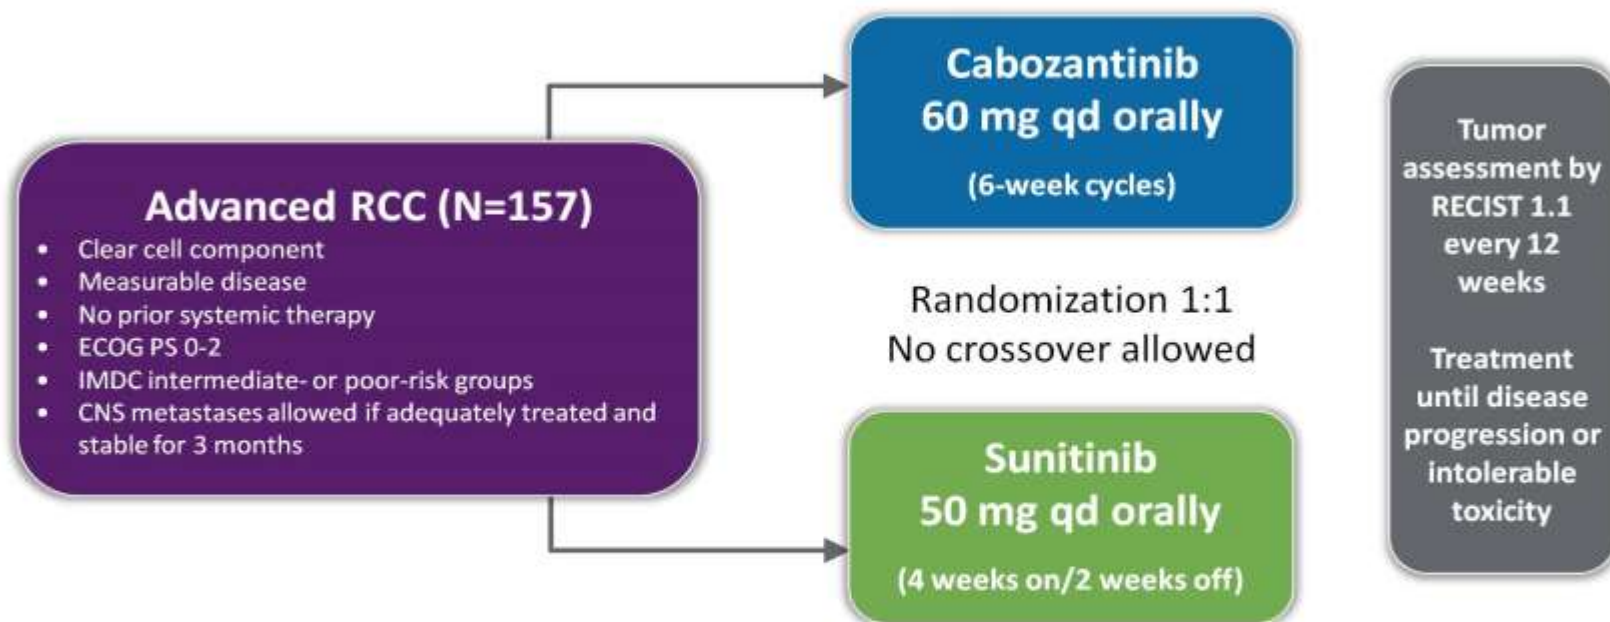 Advanced RCC (N=157)
• Clear cell component
• Measurable disease
• No prior systemic therapy
• ECOG PS 0-2
• IMDC intermediate- or poor-risk groups
• CNS metastases allowed if adequately treated and
stable for 3 months
Cabozantinib
60 mg qd orally
(6-week cycles)
Randomization 1:1
No crossover allowed
Sunitinib
50 mg qd orally
(4 weeks on/2 weeks off)
Tumor
assessment by
RECIST 1.1
every 12
weeks
Treatment
until disease
progression or
intolerable
toxicity